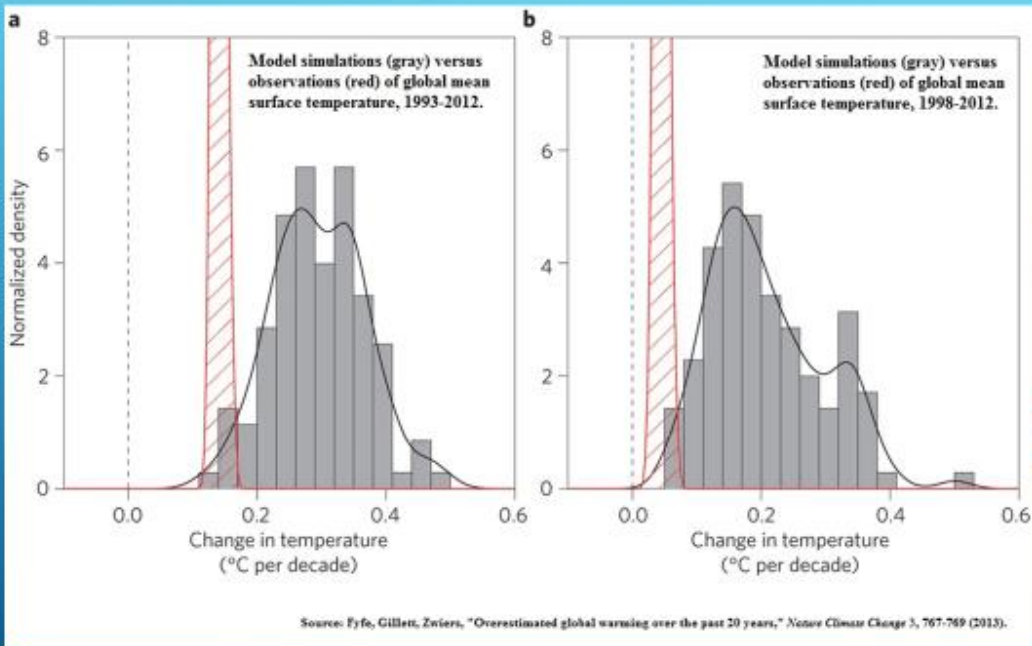 a
8
6
4
2
0
Normalized density
Model simulations (gray) versus
observations (red) of global mean
surface temperature, 1993-2012.
0.0 0.2 0.4 0.6
Change in temperature
(°C per decade)
b
8
6
4
2
0
Model simulations (gray) versus
observations (red) of global mean
surface temperature, 1998-2012.
0.0 0.2 0.4 0.6
Change in temperature
(°C per decade)
Source: Fyfe, Gillett, Zwiers, "Overestimated global warming over the past 20 years," Nature Climate Change 3, 767-769 (2013).